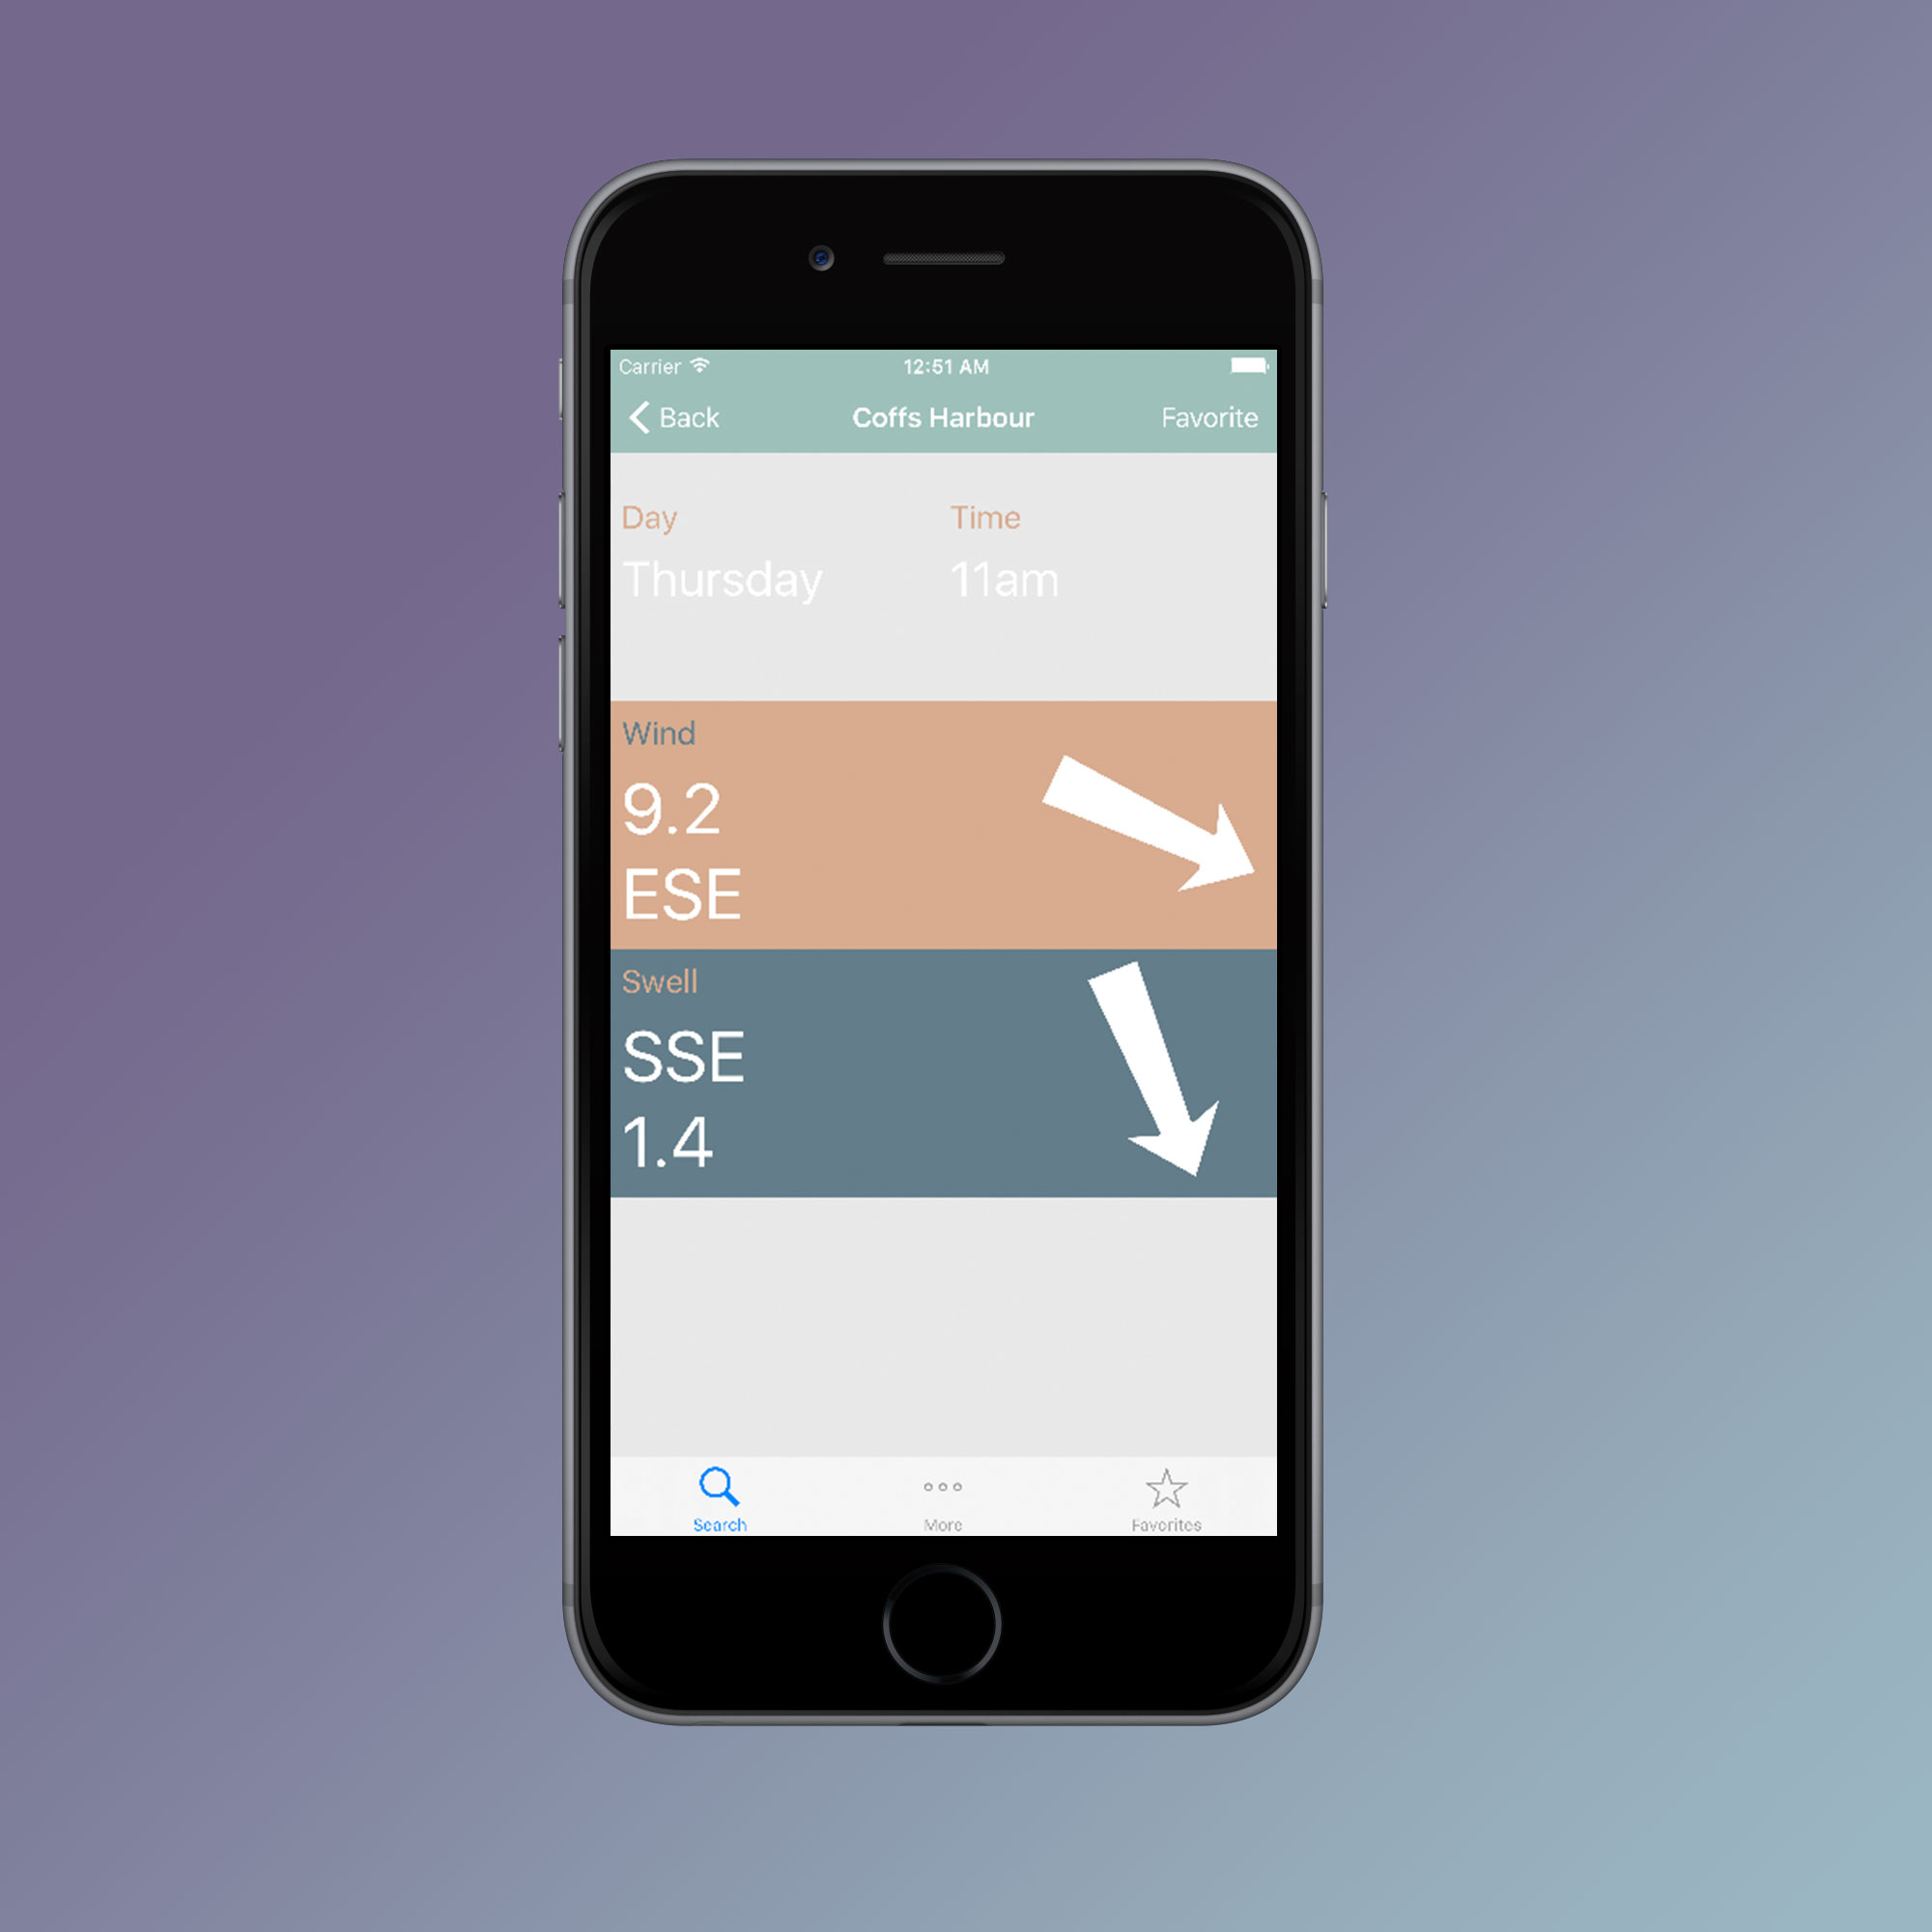 Carrier 12:51 AM
Back Coffs Harbour Favorite
Day Time
Thursday 11am
Wind
9.2
ESE
Swell
SSE
1.4
Search More Favorites